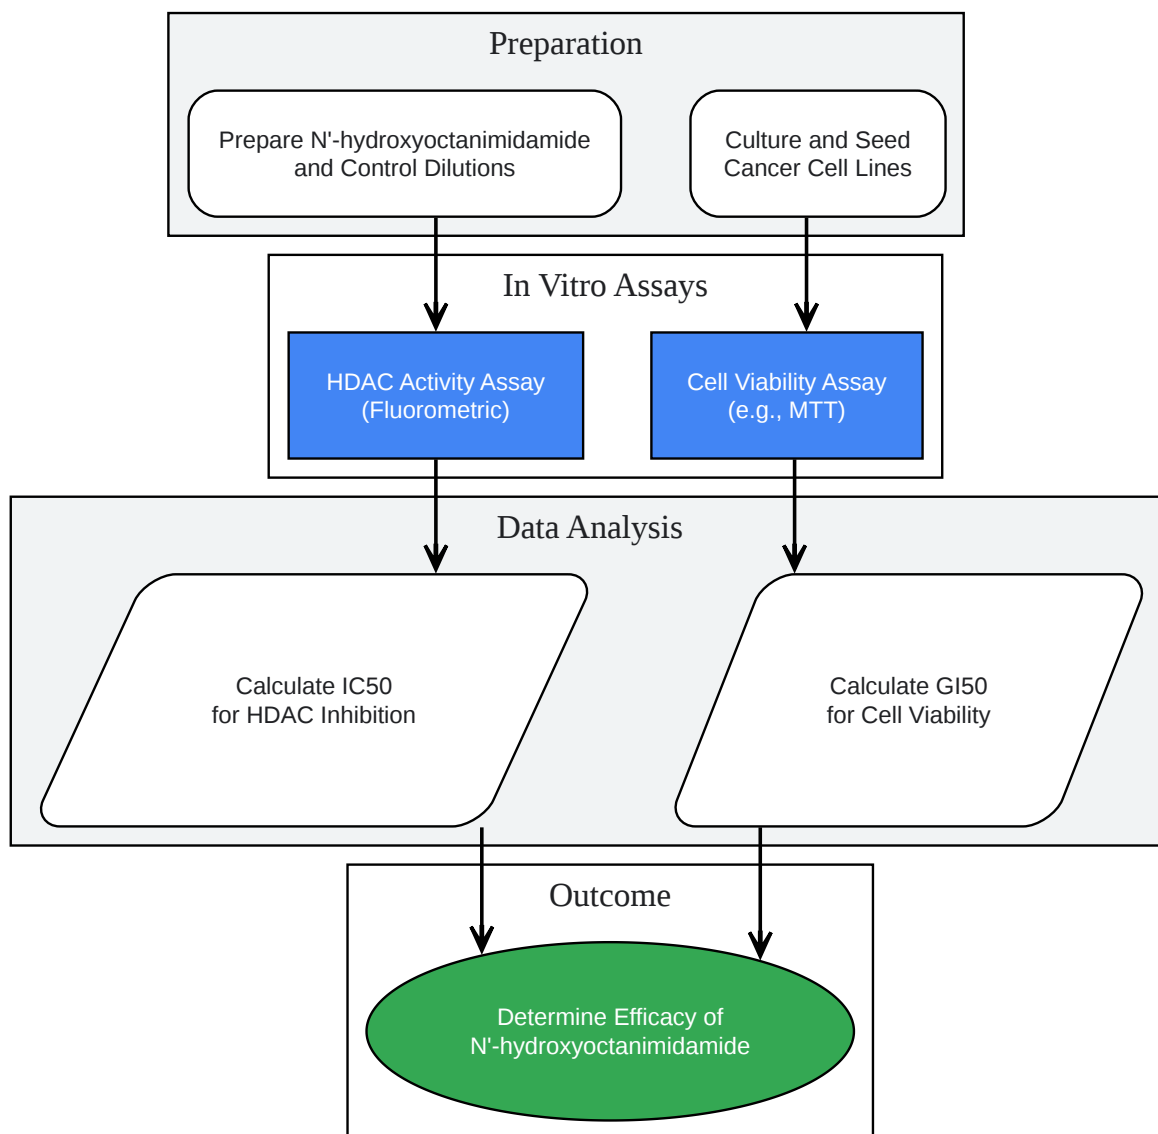 Preparation
Prepare N'-hydroxyoctanimidamide
and Control Dilutions
Culture and Seed
Cancer Cell Lines
In Vitro Assays
HDAC Activity Assay
(Fluorometric)
Cell Viability Assay
(e.g., MTT)
Data Analysis
Calculate IC50
for HDAC Inhibition
Calculate GI50
for Cell Viability
Outcome
Determine Efficacy of
N'-hydroxyoctanimidamide